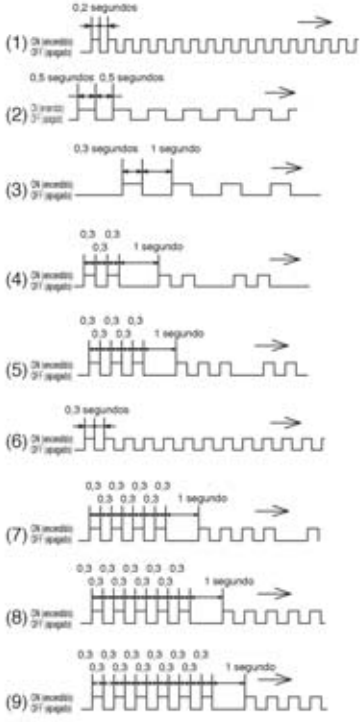 0,2 segundos
(1) ON (encendido)
OFF (apagado)
0,5 segundos 0,5 segundos
(2) ON (encendido)
OFF (apagado)
0,3 segundos 1 segundo
(3) ON (encendido)
OFF (apagado)
0,3 0,3
0,3 1 segundo
(4) ON (encendido)
OFF (apagado)
0,3 0,3 0,3
0,3 0,3 1 segundo
(5) ON (encendido)
OFF (apagado)
0,3 segundos
(6) ON (encendido)
OFF (apagado)
0,3 0,3 0,3 0,3
0,3 0,3 0,3 1 segundo
(7) ON (encendido)
OFF (apagado)
0,3 0,3 0,3 0,3 0,3
0,3 0,3 0,3 0,3 1 segundo
(8) ON (encendido)
OFF (apagado)
0,3 0,3 0,3 0,3 0,3 0,3
0,3 0,3 0,3 0,3 0,3 1 segundo
(9) ON (encendido)
OFF (apagado)